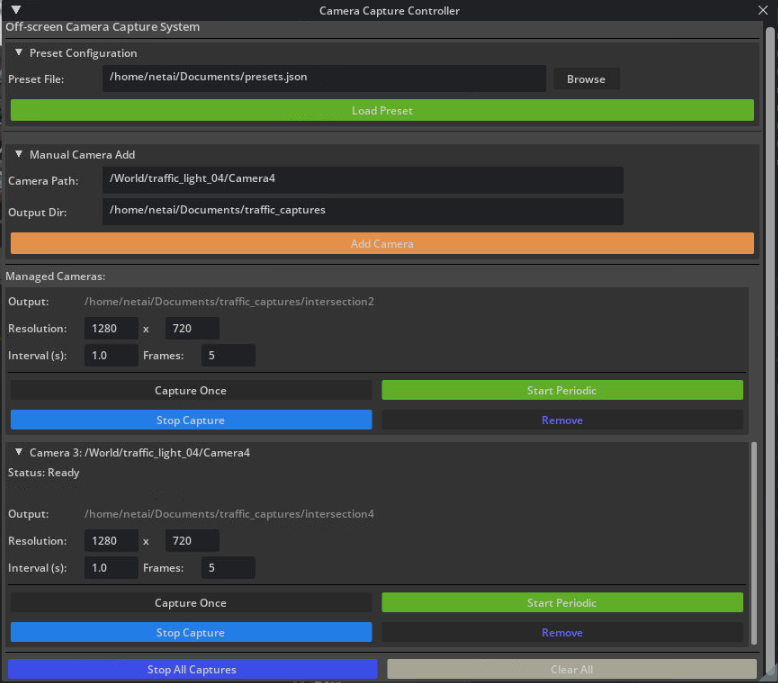 Camera Capture Controller
Off-screen Camera Capture System
Preset Configuration
Preset File: /home/netai/Documents/presets.json Browse
Load Preset
Manual Camera Add
Camera Path: /World/traffic_light_04/Camera4
Output Dir: /home/netai/Documents/traffic_captures
Add Camera
Managed Cameras:
Output: /home/netai/Documents/traffic_captures/intersection2
Resolution: 1280 x 720
Interval (s): 1.0 Frames: 5
Capture Once Start Periodic
Stop Capture Remove
Camera 3: /World/traffic_light_04/Camera4
Status: Ready
Output: /home/netai/Documents/traffic_captures/intersection4
Resolution: 1280 x 720
Interval (s): 1.0 Frames: 5
Capture Once Start Periodic
Stop Capture Remove
Stop All Captures Clear All